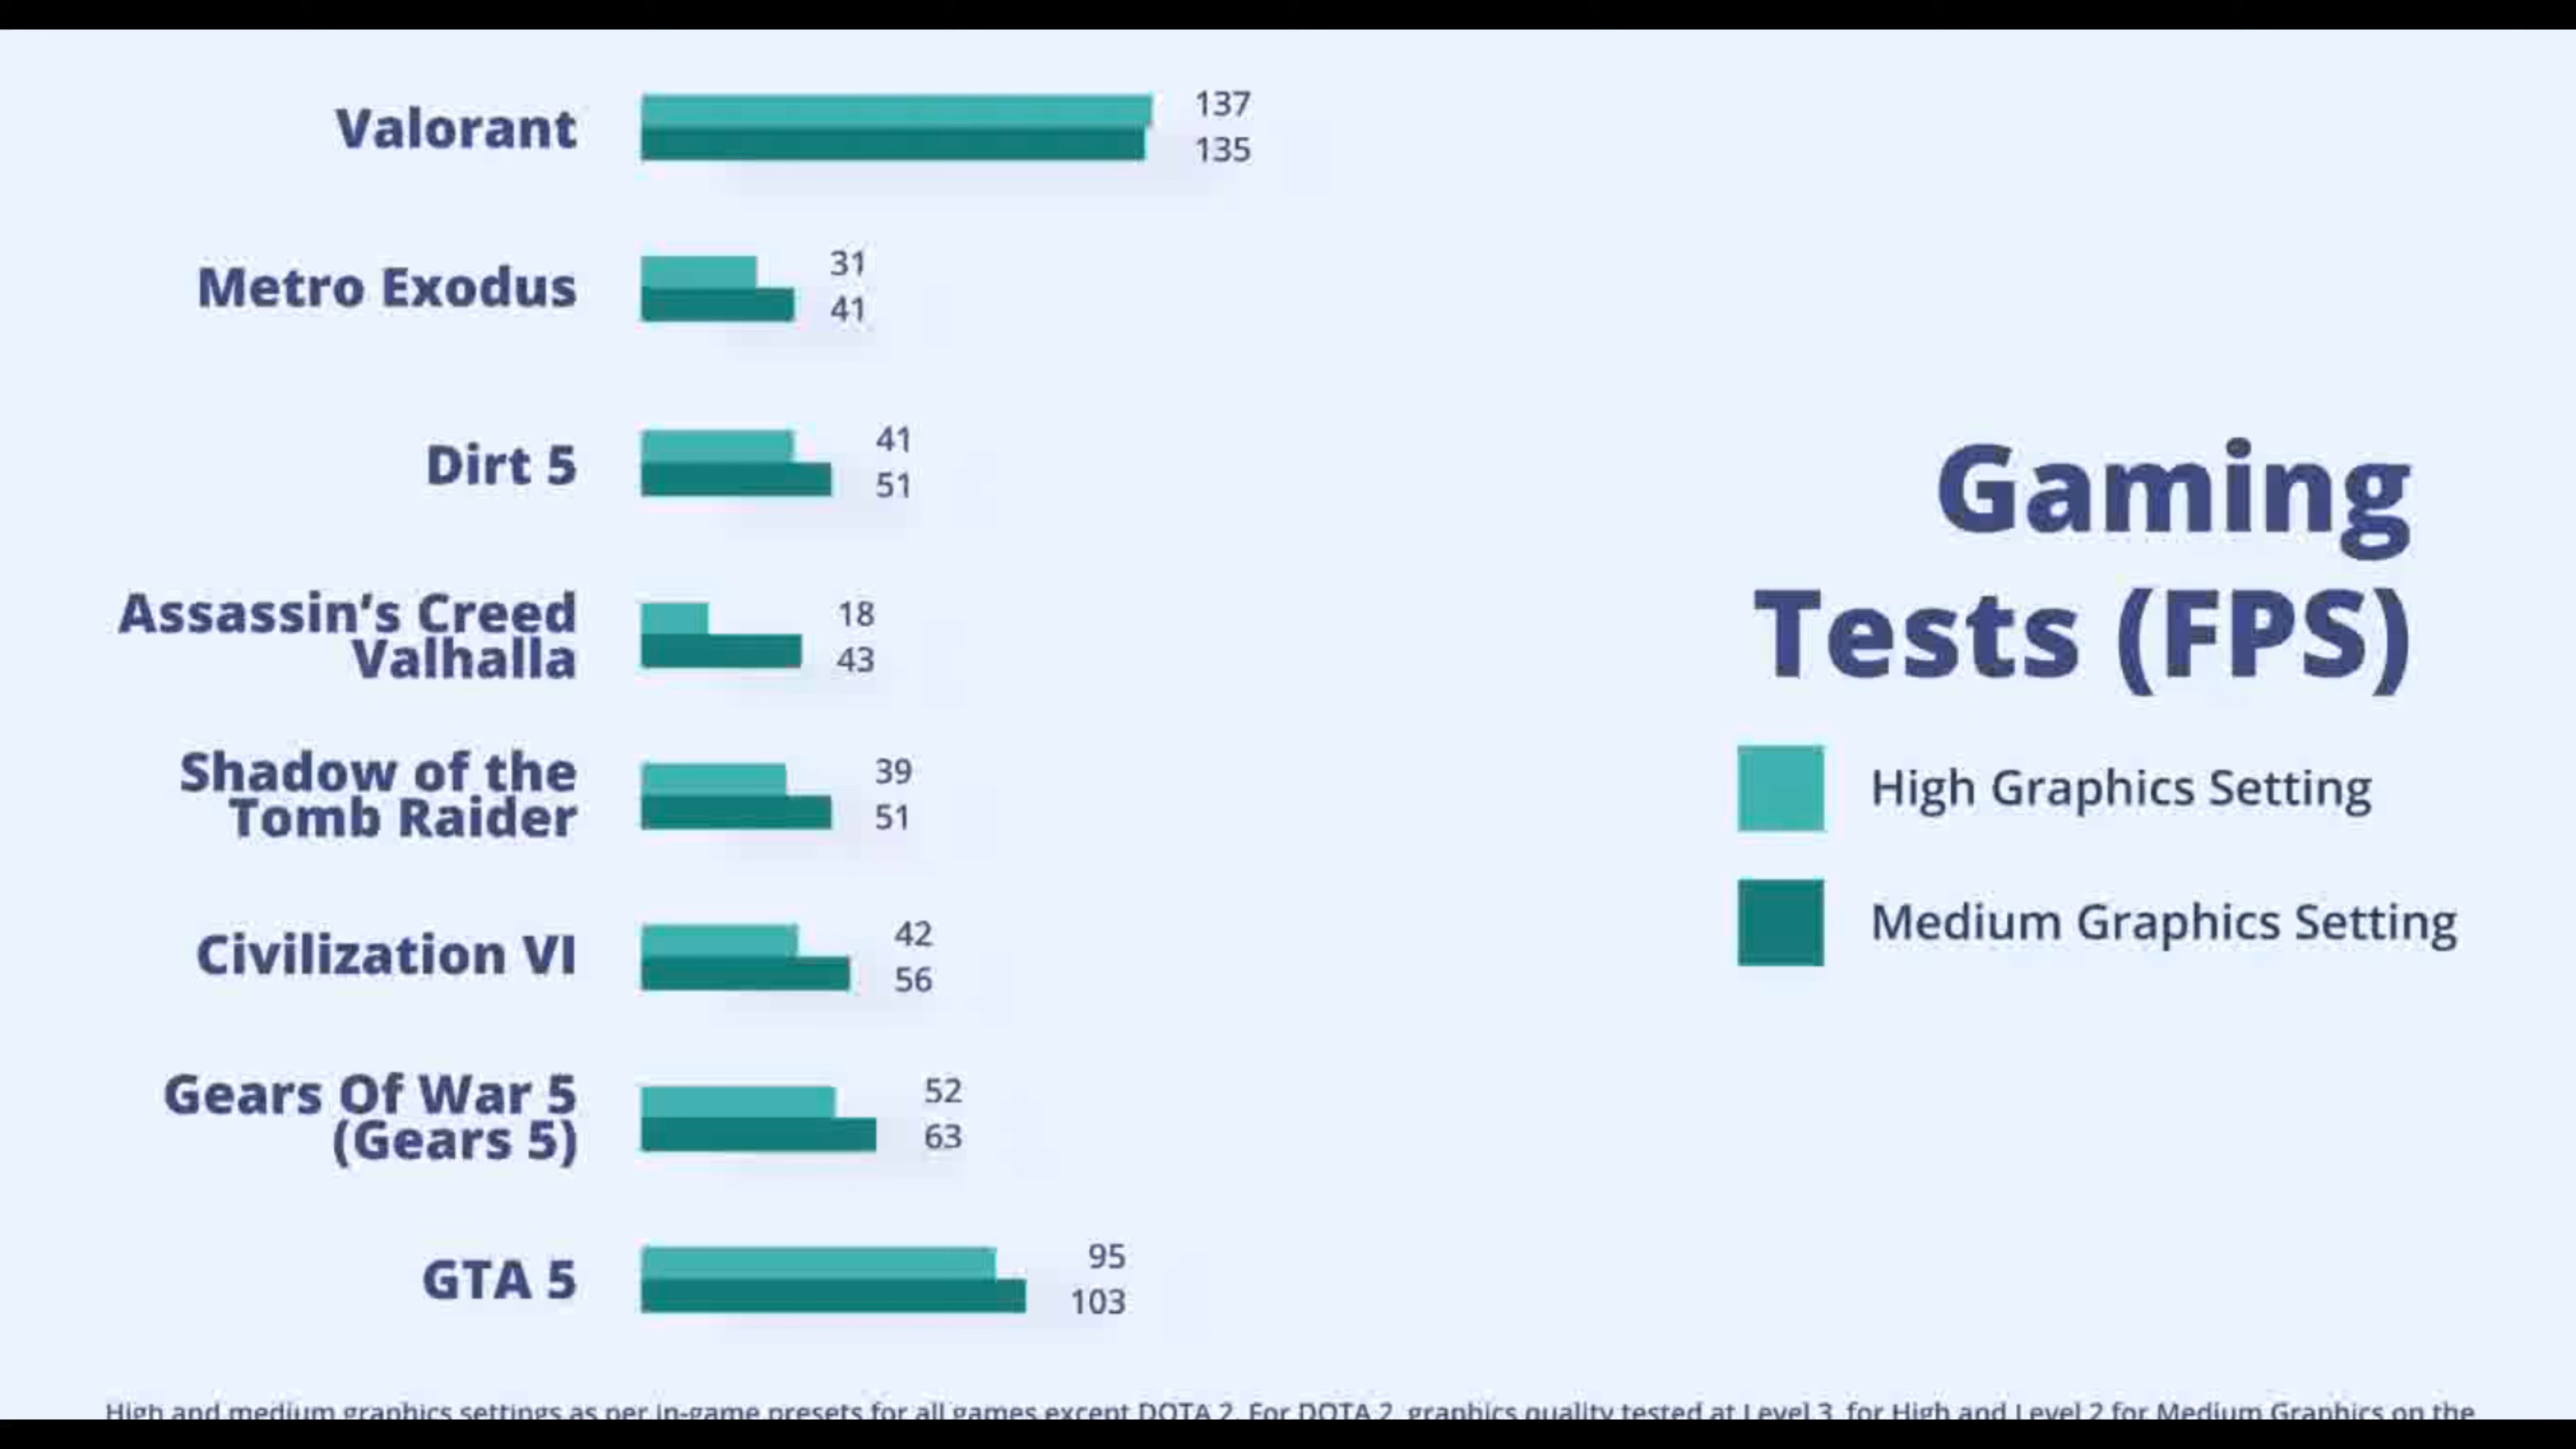 Valorant
137
135
Metro Exodus
31
41
Dirt 5
41
51
Assassin's Creed
Valhalla
18
43
Shadow of the
Tomb Raider
39
51
Civilization VI
42
56
Gears Of War 5
(Gears 5)
52
63
GTA 5
95
103
Gaming
Tests (FPS)
High Graphics Setting
Medium Graphics Setting
High and medium graphics settings as per in-game presets for all games except DOTA 2. For DOTA 2, graphics quality tested at Level 3, for High and Level 2 for Medium Graphics on the